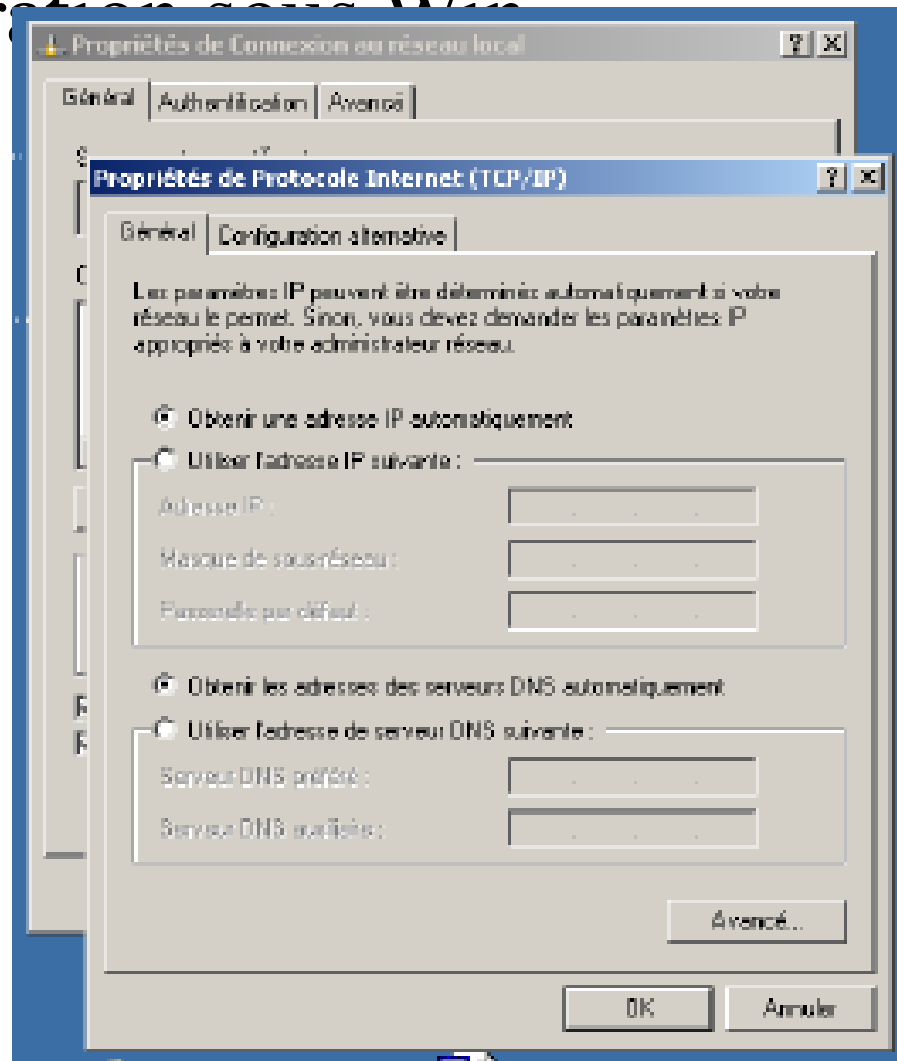 ration sous Win
Propriétés de Connexion au réseau local
Général Authentification Avancé
Propriétés de Protocole Internet (TCP/IP)
Général Configuration alternative
Les paramètres IP peuvent être déterminés automatiquement si votre
réseau le permet. Sinon, vous devez demander les paramètres IP
appropriés à votre administrateur réseau.
Obtenir une adresse IP automatiquement
Utiliser l'adresse IP suivante :
Adresse IP :
Masque de sous-réseau :
Passerelle par défaut :
Obtenir les adresses des serveurs DNS automatiquement
Utiliser l'adresse de serveur DNS suivante :
Serveur DNS préféré :
Serveur DNS auxiliaire :
Avancé...
OK Annuler